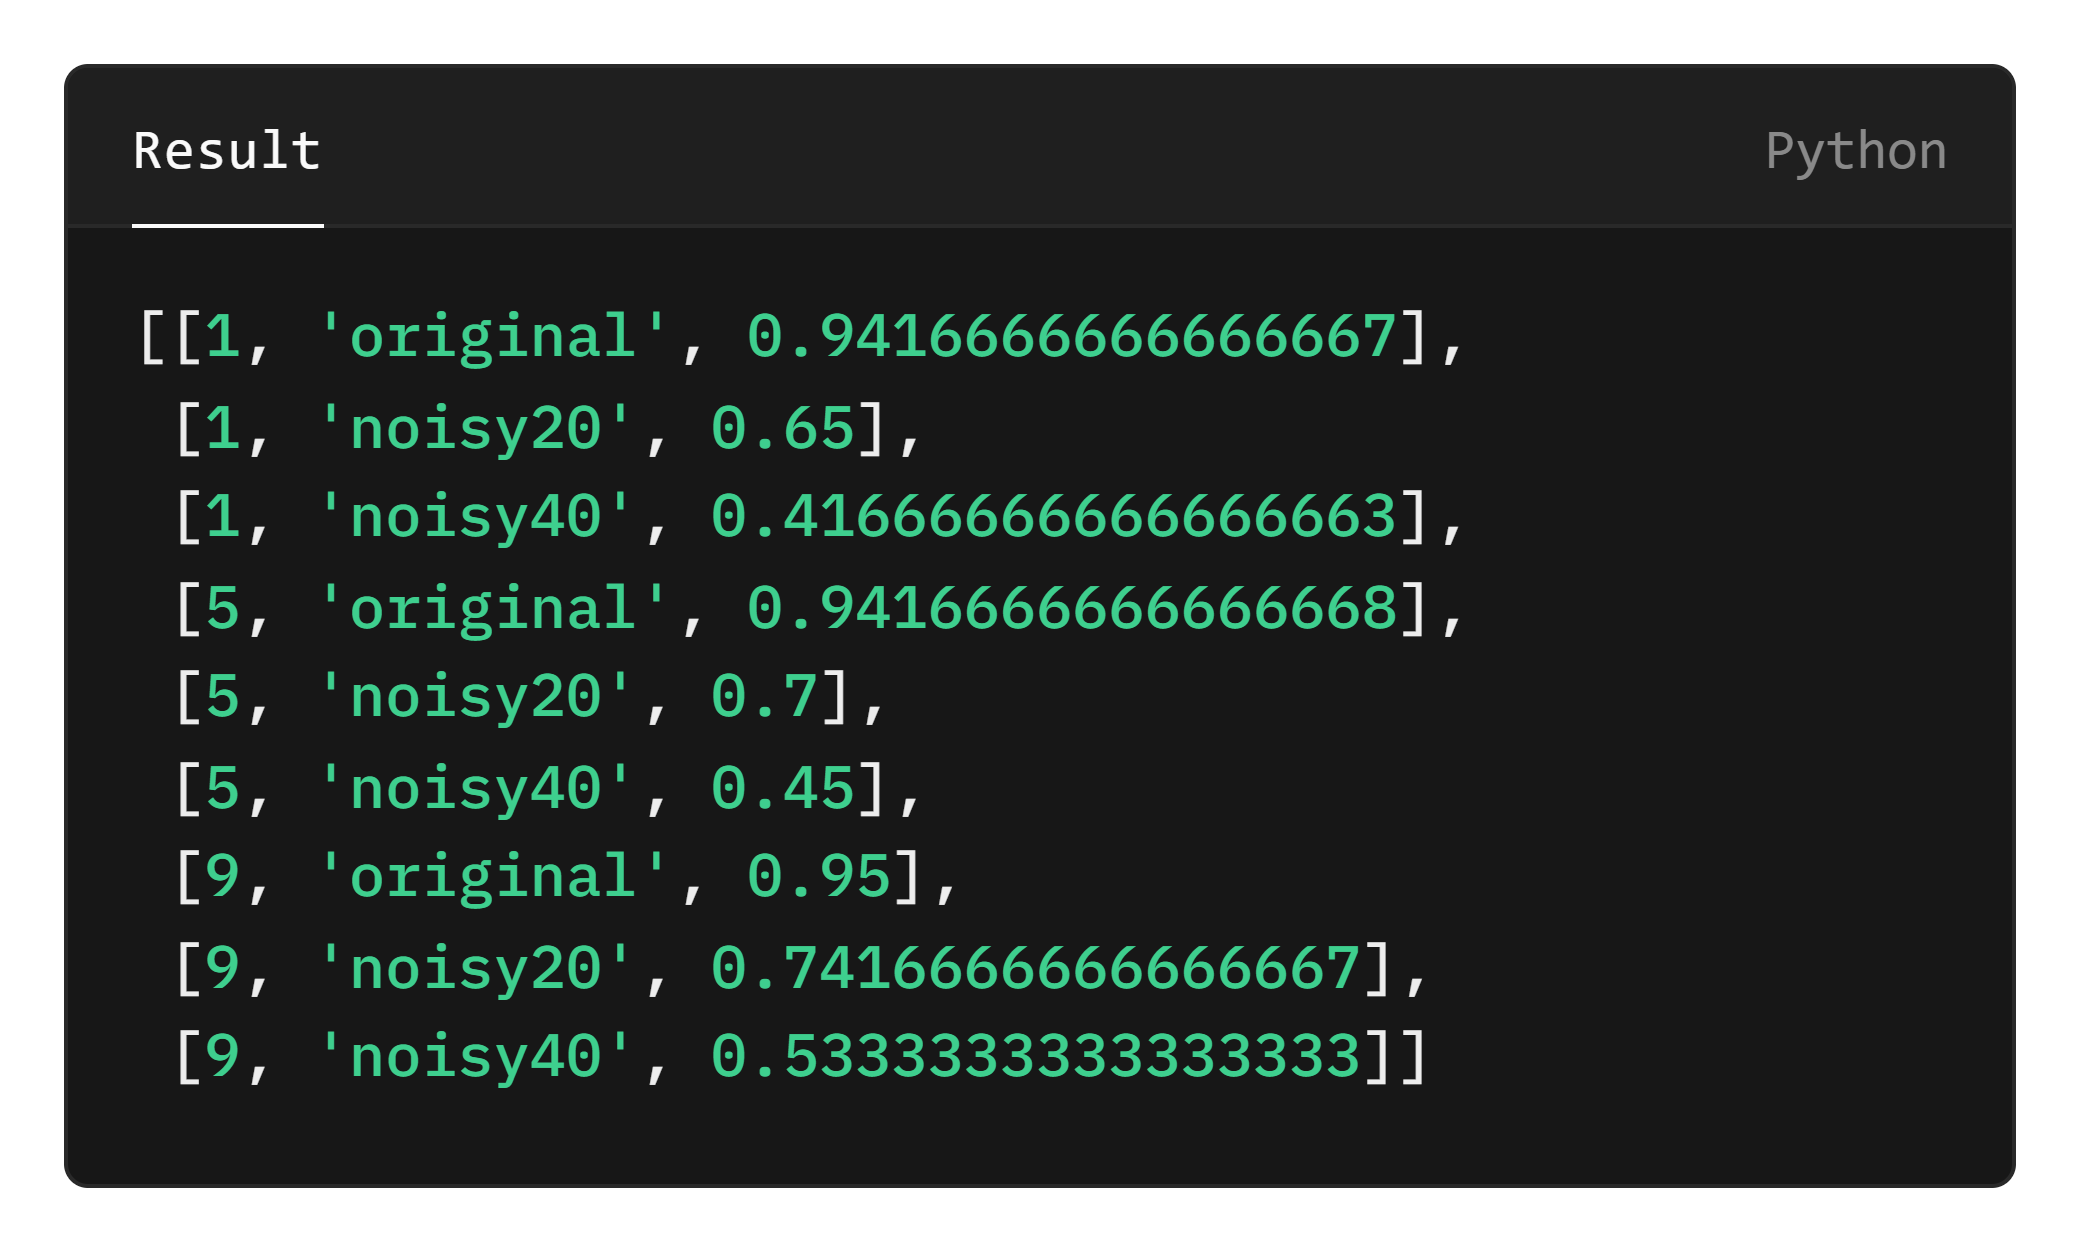 Result
Python
[[1, 'original', 0.9416666666666667],
[1, 'noisy20', 0.65],
[1, 'noisy40', 0.41666666666666663],
[5, 'original', 0.9416666666666668],
[5, 'noisy20', 0.7],
[5, 'noisy40', 0.45],
[9, 'original', 0.95],
[9, 'noisy20', 0.7416666666666667],
[9, 'noisy40', 0.5333333333333333]]